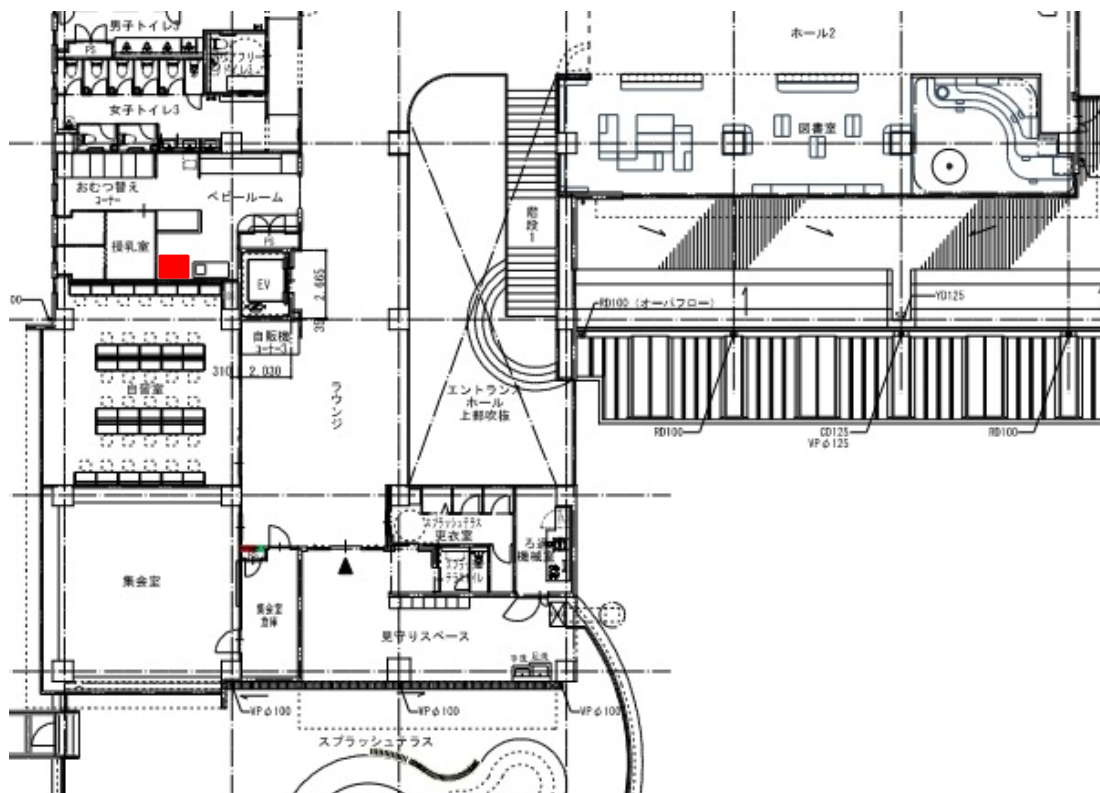 男子トイレ3
PS
ホール2
女子トイレ3
図書室
おむつ替え
コーナー
ベビールーム
授乳室
PS
EV
2.665
階段1
RD100 (オーバフロー)
YD125
自販機
コーナー3
310
2.030
自習室
ラウンジ
エントランス
ホール
上部吹抜
RD100
CD125
VPφ125
RD100
スプラッシュテラス
更衣室
ろ過
機械室
集会室
集会室
倉庫
見守りスペース
手洗
足洗
VPφ100
VPφ100
VPφ100
スプラッシュテラス